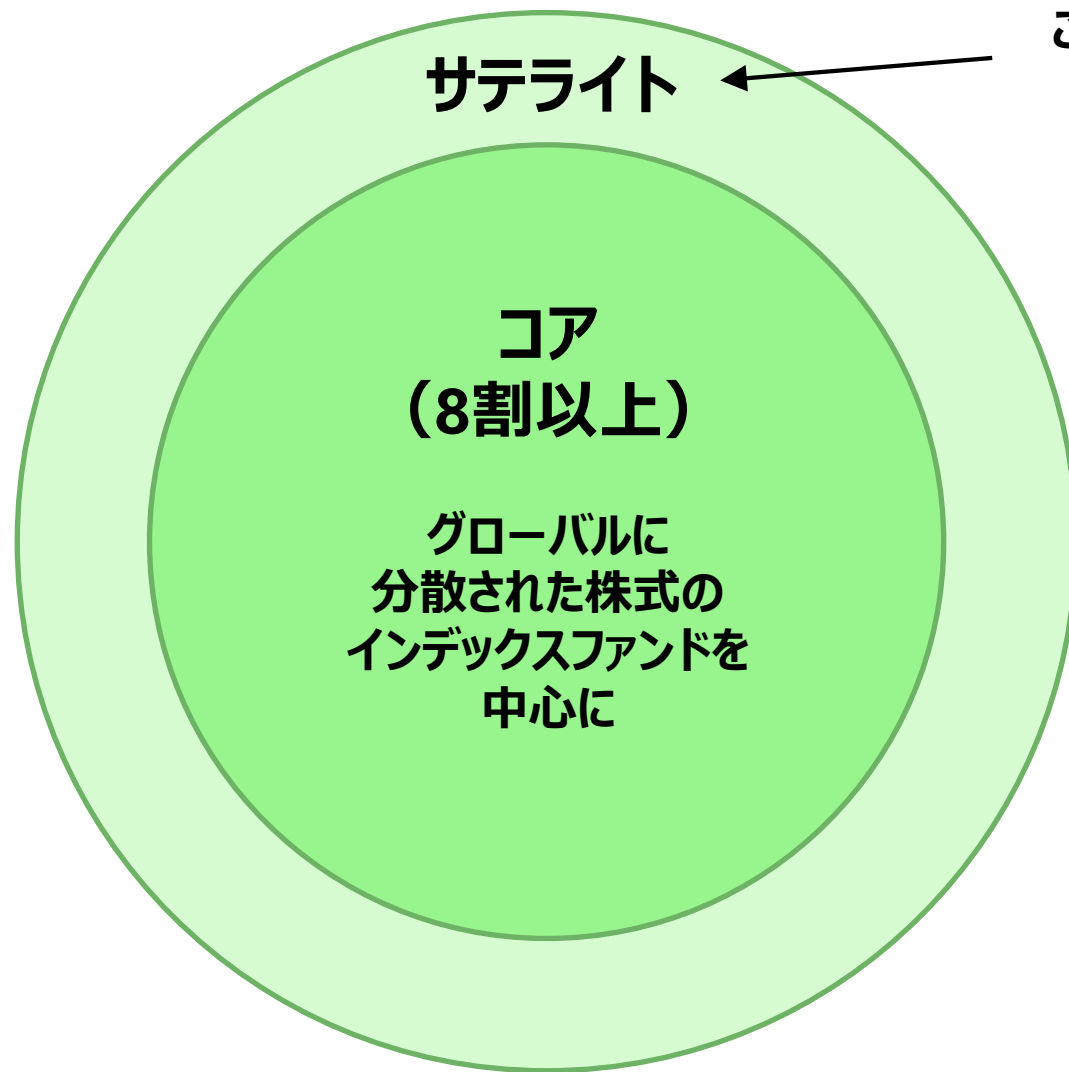 こ
サテライト
コア
（8割以上）
グローバルに
分散された株式の
インデックスファンドを
中心に